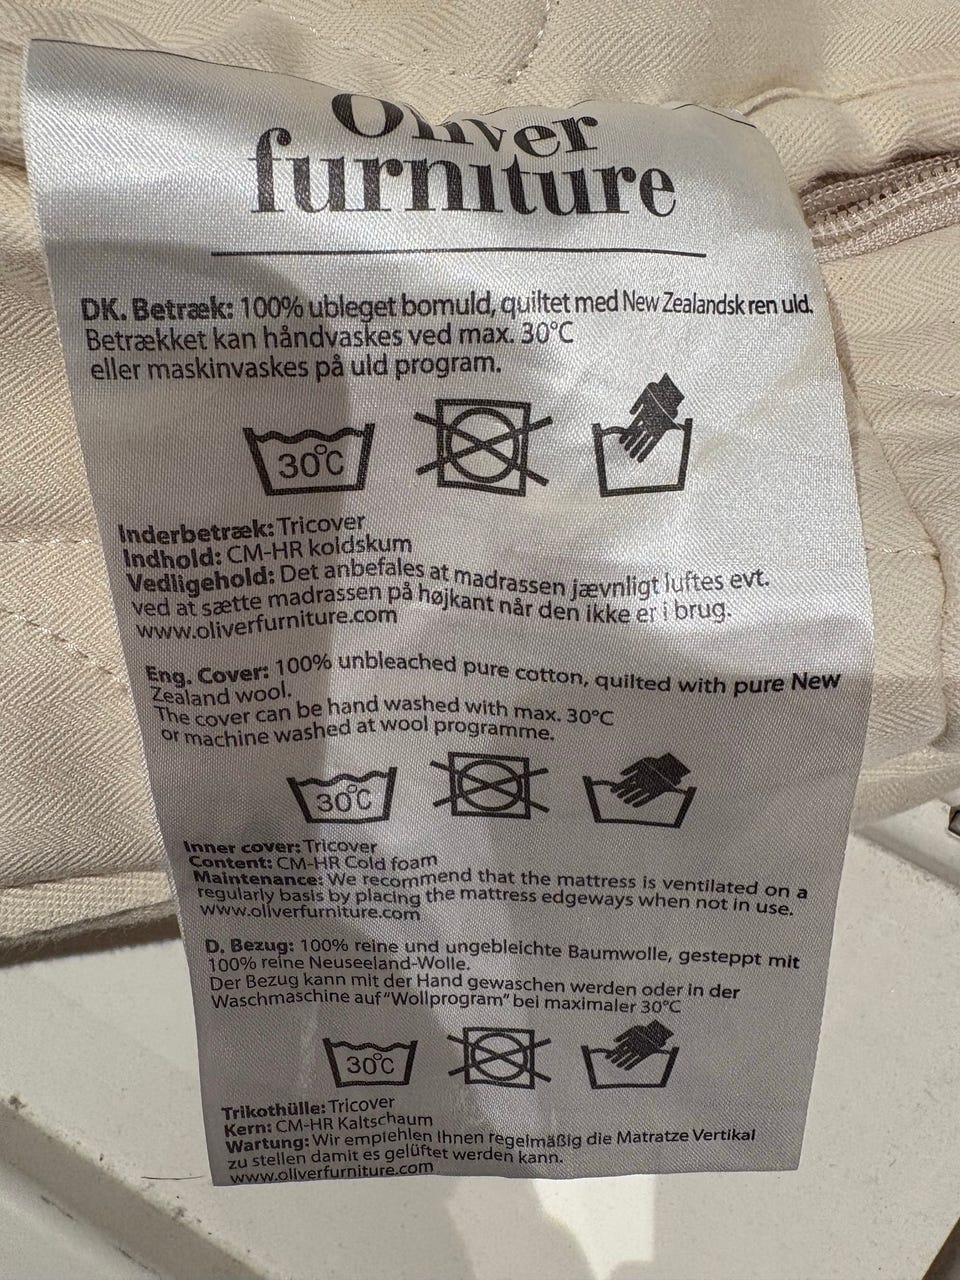 Oliver
furniture
DK. Betræk: 100% ubleget bomuld, quiltet med New Zealandsk ren uld.
Betrækket kan håndvaskes ved max. 30°C
eller maskinvaskes på uld program.
30°C
Inderbetræk: Tricover
Indhold: CM-HR koldskum
Vedligehold: Det anbefales at madrassen jævnligt luftes evt.
ved at sætte madrassen på højkant når den ikke er i brug.
www.oliverfurniture.com
Eng. Cover: 100% unbleached pure cotton, quilted with pure New
Zealand wool.
The cover can be hand washed with max. 30°C
or machine washed at wool programme.
30°C
Inner cover: Tricover
Content: CM-HR Cold foam
Maintenance: We recommend that the mattress is ventilated on a
regularly basis by placing the mattress edgeways when not in use.
www.oliverfurniture.com
D. Bezug: 100% reine und ungebleichte Baumwolle, gesteppt mit
100% reine Neuseeland-Wolle.
Der Bezug kann mit der Hand gewaschen werden oder in der
Waschmaschine auf "Wollprogram" bei maximaler 30°C
30°C
Trikothülle: Tricover
Kern: CM-HR Kaltschaum
Wartung: Wir empfehlen Ihnen regelmäßig die Matratze Vertikal
zu stellen damit es gelüftet werden kann.
www.oliverfurniture.com